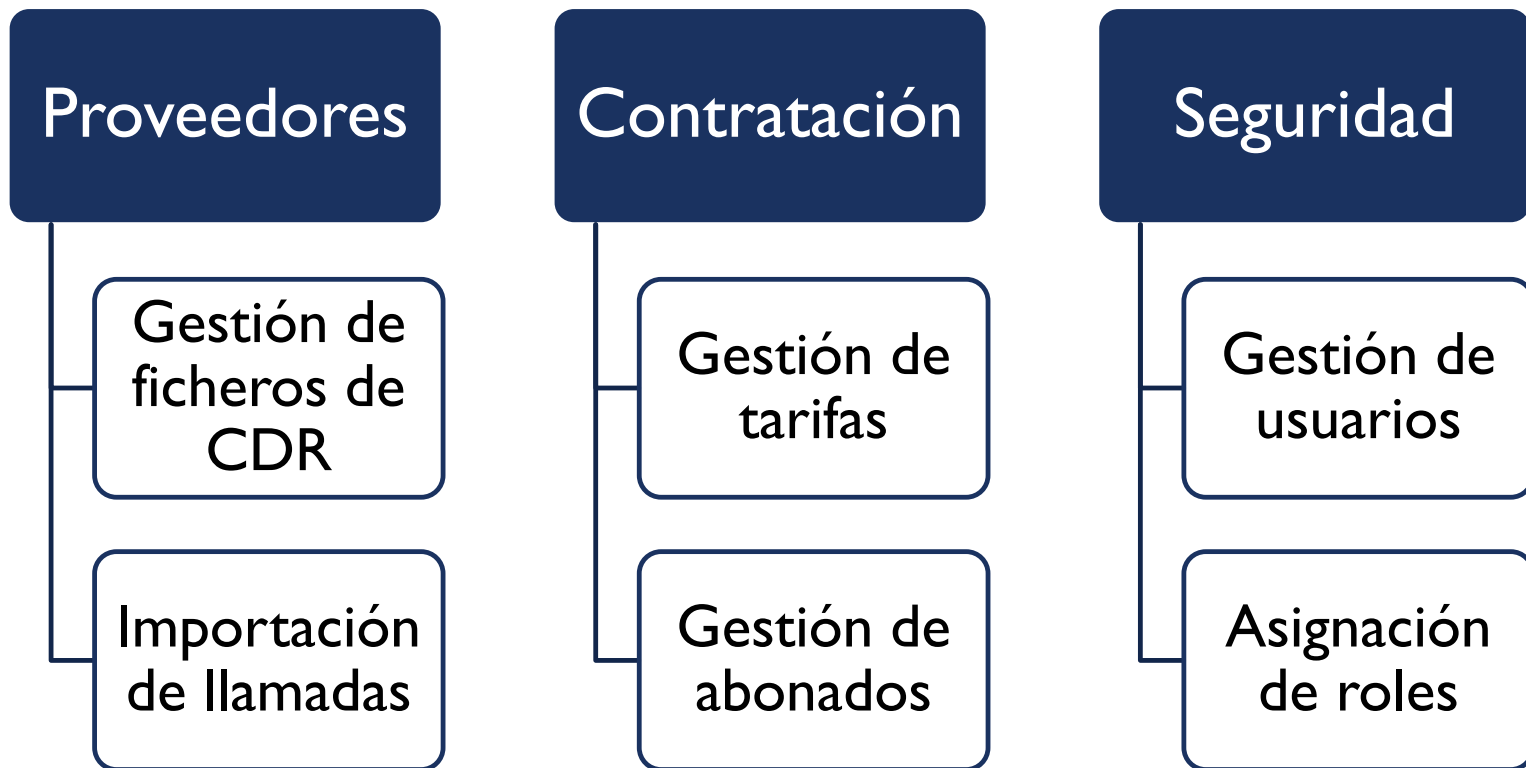 Proveedores
Gestión de
ficheros de
CDR
Importación
de llamadas
Contratación
Gestión de
tarifas
Gestión de
abonados
Seguridad
Gestión de
usuarios
Asignación
de roles